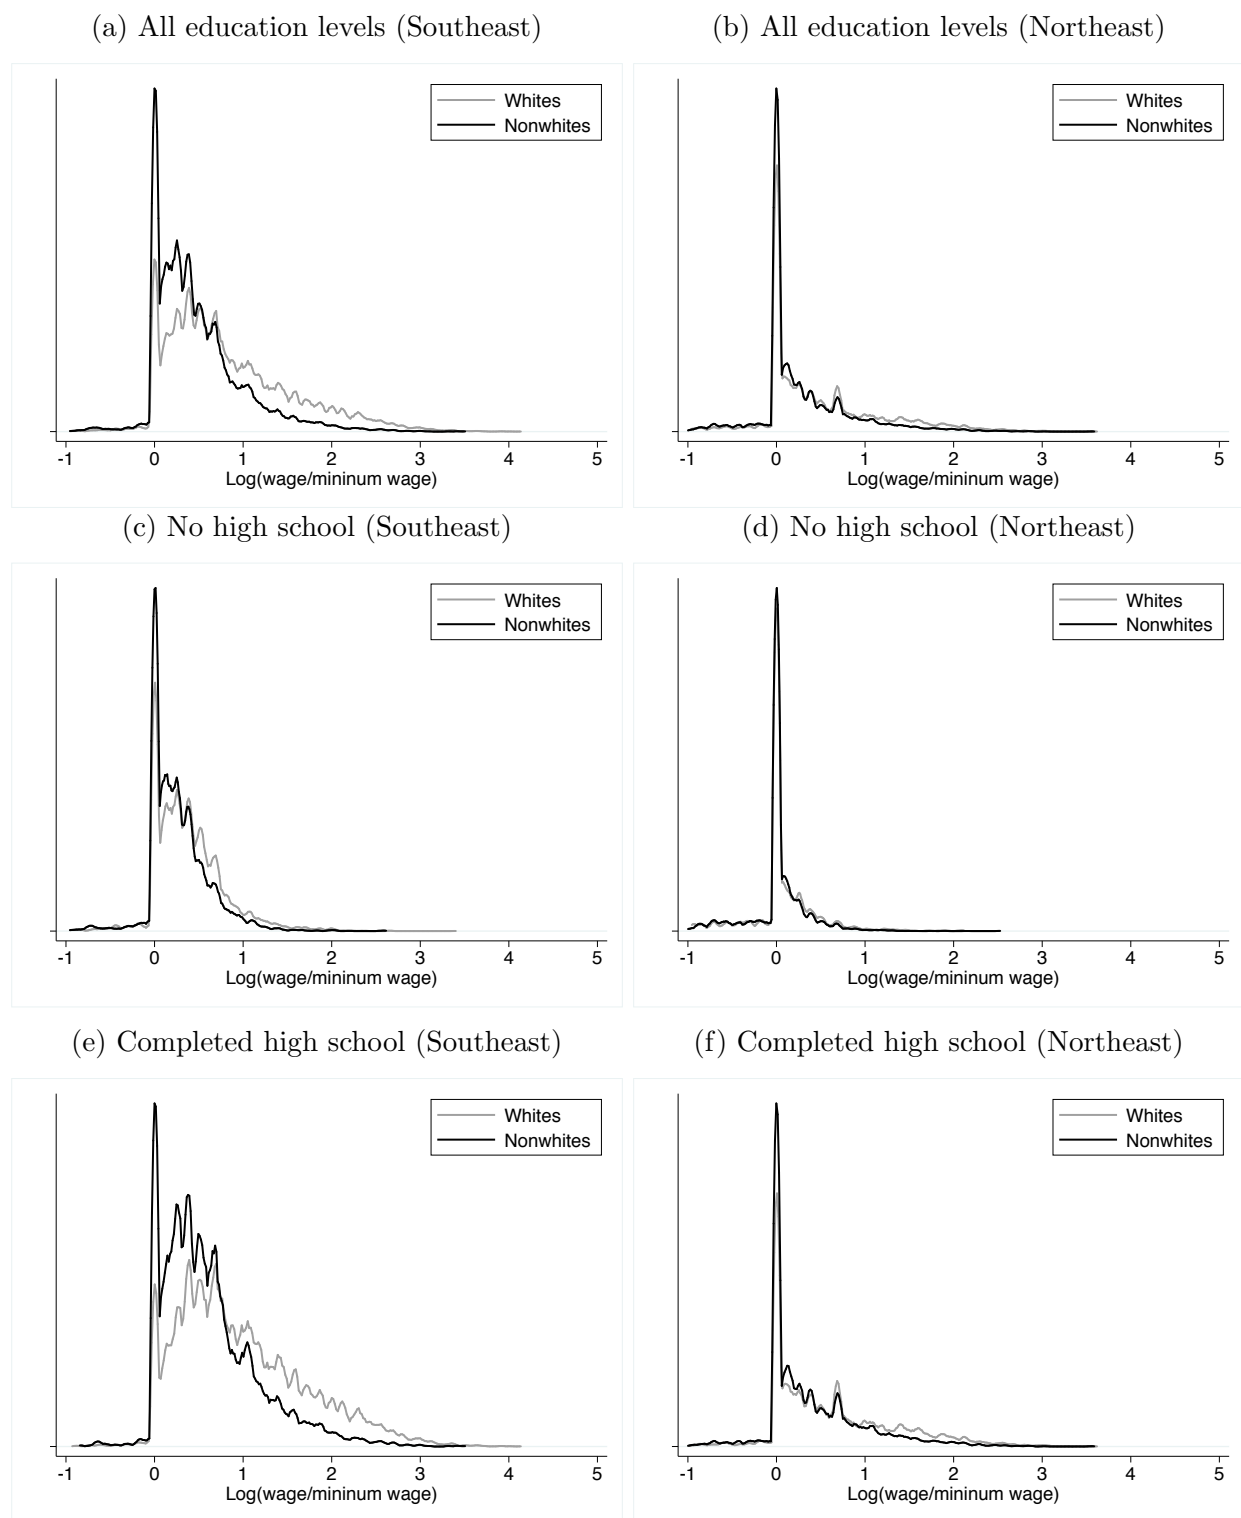 (a) All education levels (Southeast)
Whites
Nonwhites
-1 0 1 2 3 4 5
Log(wage/mininum wage)
(b) All education levels (Northeast)
Whites
Nonwhites
-1 0 1 2 3 4 5
Log(wage/mininum wage)
(c) No high school (Southeast)
Whites
Nonwhites
-1 0 1 2 3 4 5
Log(wage/mininum wage)
(d) No high school (Northeast)
Whites
Nonwhites
-1 0 1 2 3 4 5
Log(wage/mininum wage)
(e) Completed high school (Southeast)
Whites
Nonwhites
-1 0 1 2 3 4 5
Log(wage/mininum wage)
(f) Completed high school (Northeast)
Whites
Nonwhites
-1 0 1 2 3 4 5
Log(wage/mininum wage)